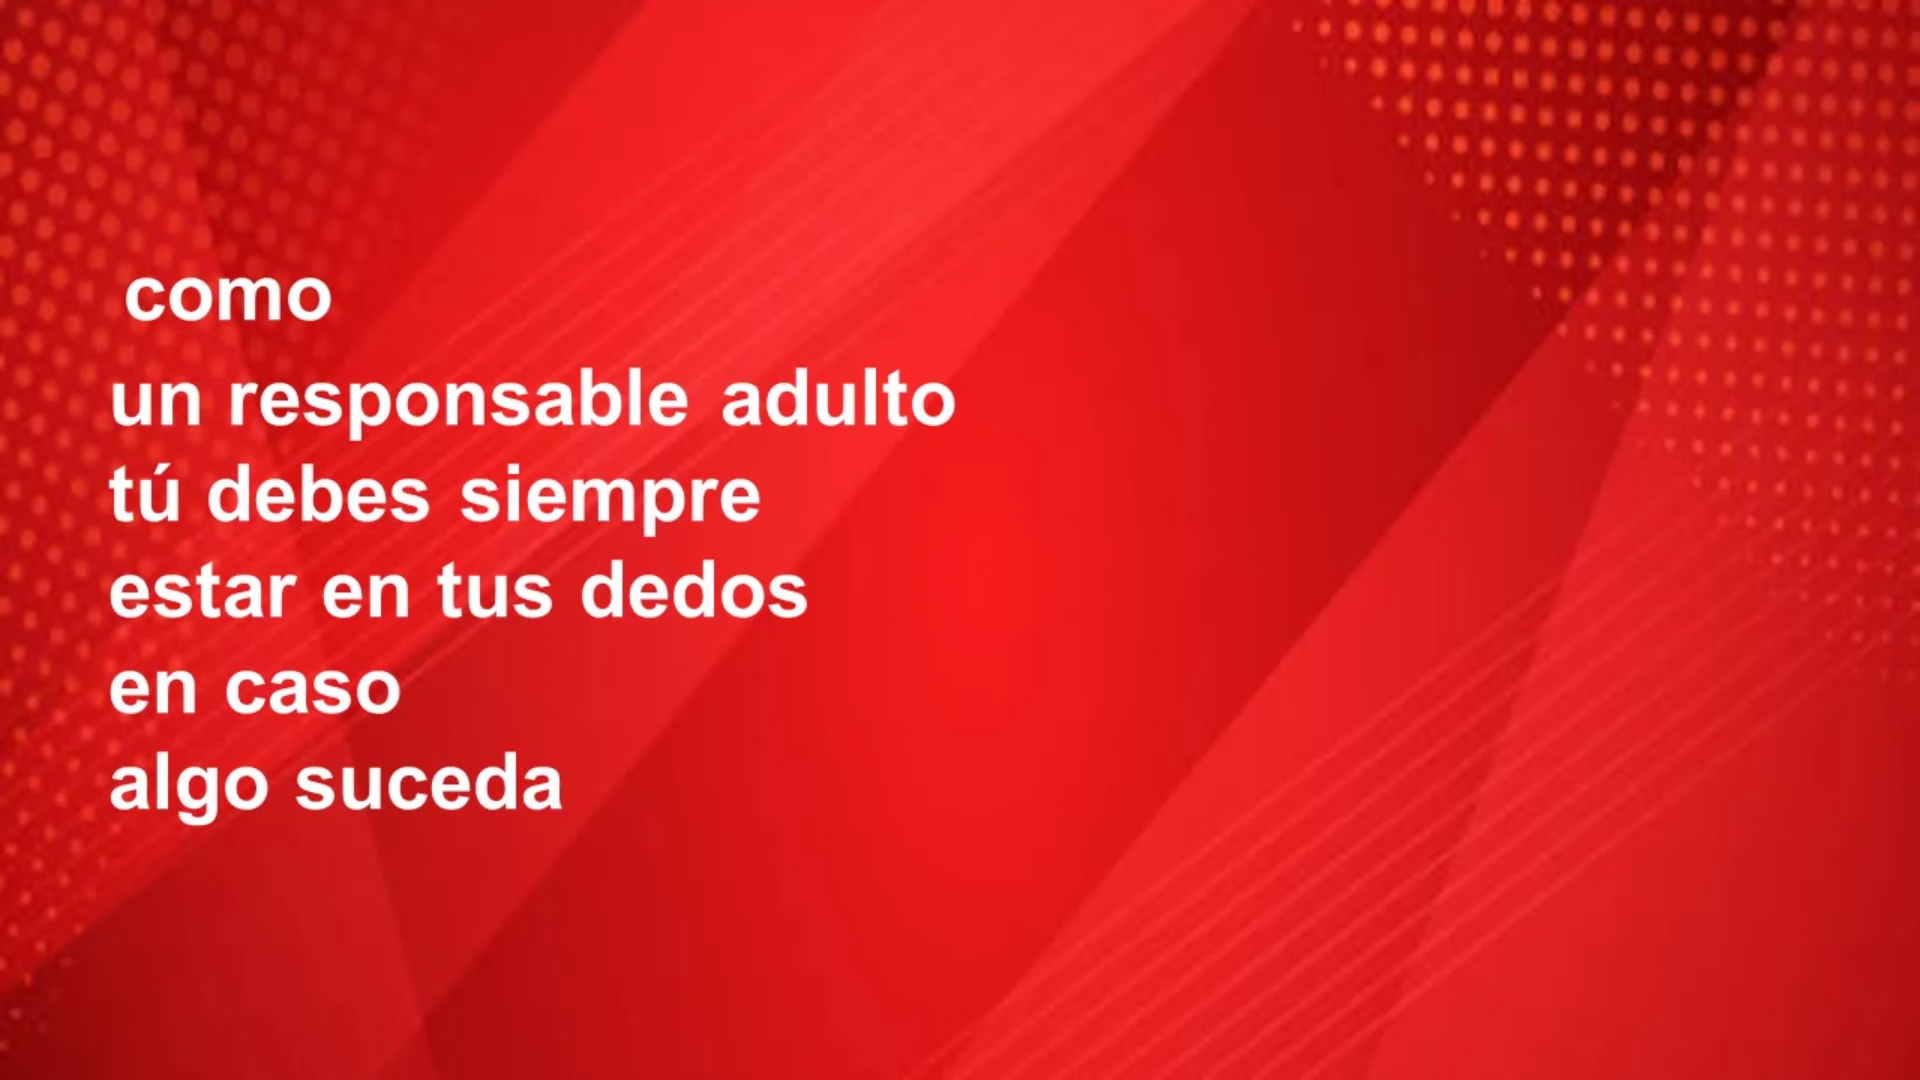 como
un responsable adulto
tú debes siempre
estar en tus dedos
en caso
algo suceda